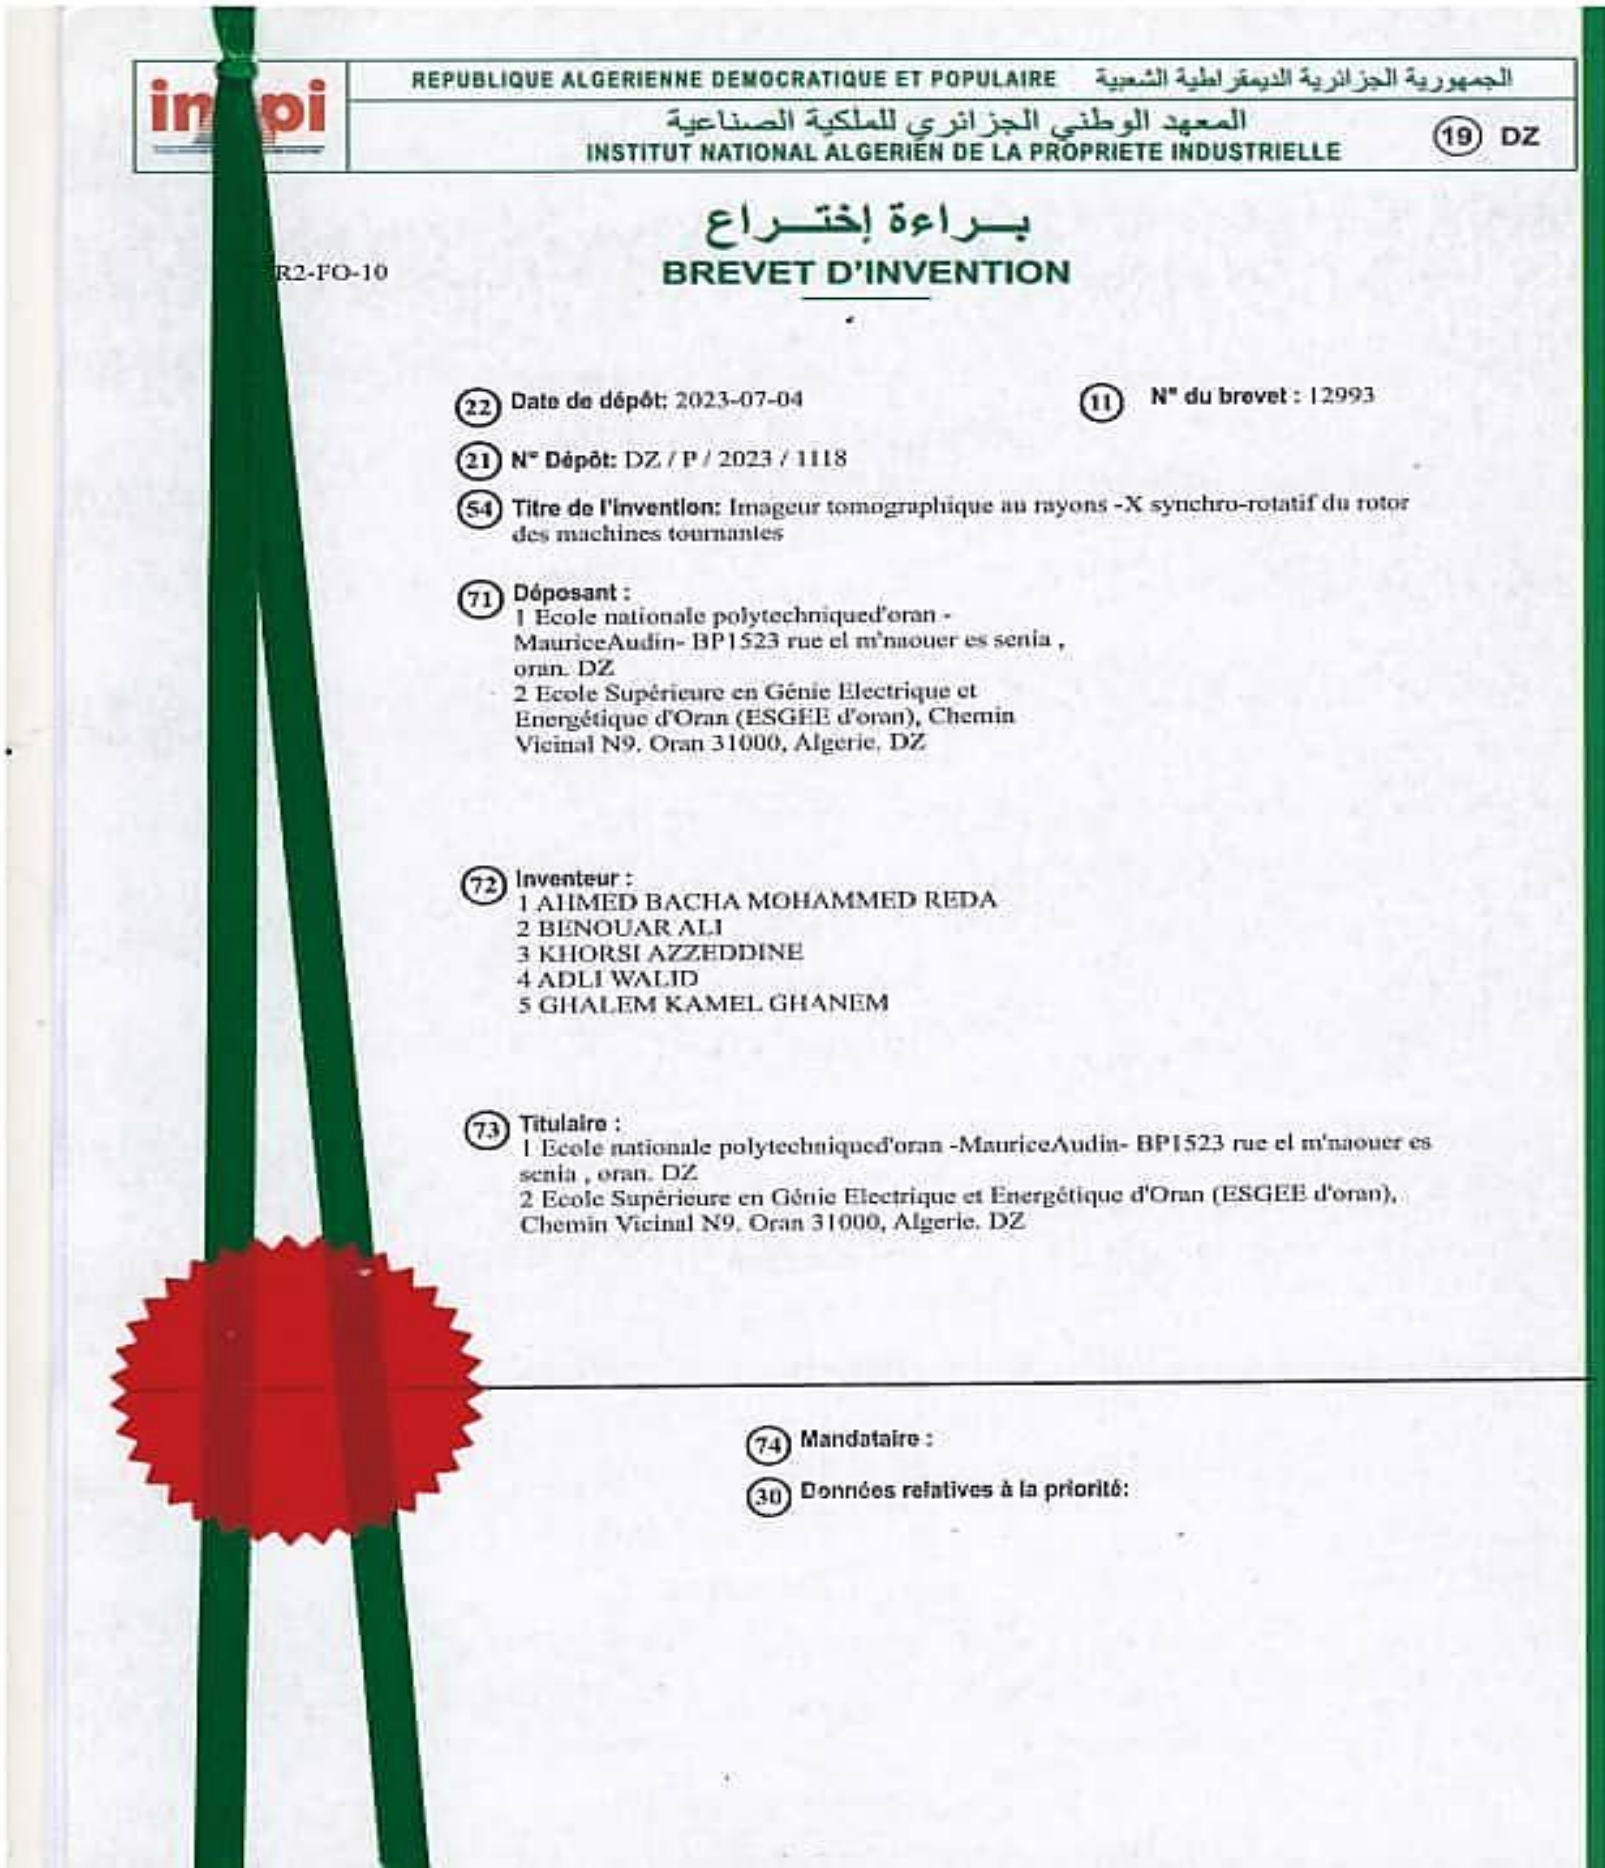 REPUBLIQUE ALGERIENNE DEMOCRATIQUE ET POPULAIRE الجمهورية الجزائرية الديمقراطية الشعبية
المعهد الوطني الجزائري للملكية الصناعية
INSTITUT NATIONAL ALGERIEN DE LA PROPRIETE INDUSTRIELLE
19 DZ
بــراءة إختــراع
R2-FO-10
BREVET D'INVENTION
22 Date de dépôt: 2023-07-04
11 N° du brevet : 12993
21 N° Dépôt: DZ / P / 2023 / 1118
54 Titre de l'invention: Imageur tomographique au rayons -X synchro-rotatif du rotor
des machines tournantes
71 Déposant :
1 Ecole nationale polytechniqued'oran -
MauriceAudin- BP1523 rue el m'naouer es senia ,
oran. DZ
2 Ecole Supérieure en Génie Electrique et
Energétique d'Oran (ESGEE d'oran), Chemin
Vicinal N9. Oran 31000, Algerie. DZ
72 Inventeur :
1 AHMED BACHA MOHAMMED REDA
2 BENOUAR ALI
3 KHORSI AZZEDDINE
4 ADLI WALID
5 GHALEM KAMEL GHANEM
73 Titulaire :
1 Ecole nationale polytechniqued'oran -MauriceAudin- BP1523 rue el m'naouer es
senia , oran. DZ
2 Ecole Supérieure en Génie Electrique et Energétique d'Oran (ESGEE d'oran),
Chemin Vicinal N9. Oran 31000, Algerie. DZ
74 Mandataire :
30 Données relatives à la priorité: